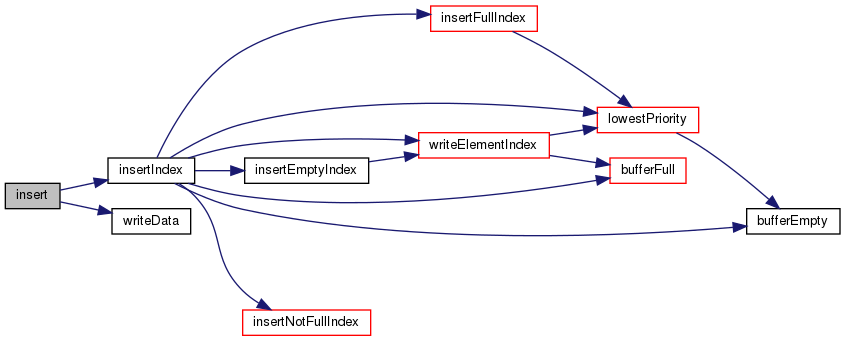 insertFullIndex
lowestPriority
writeElementIndex
insertIndex
insertEmptyIndex
bufferFull
insert
writeData
bufferEmpty
insertNotFullIndex